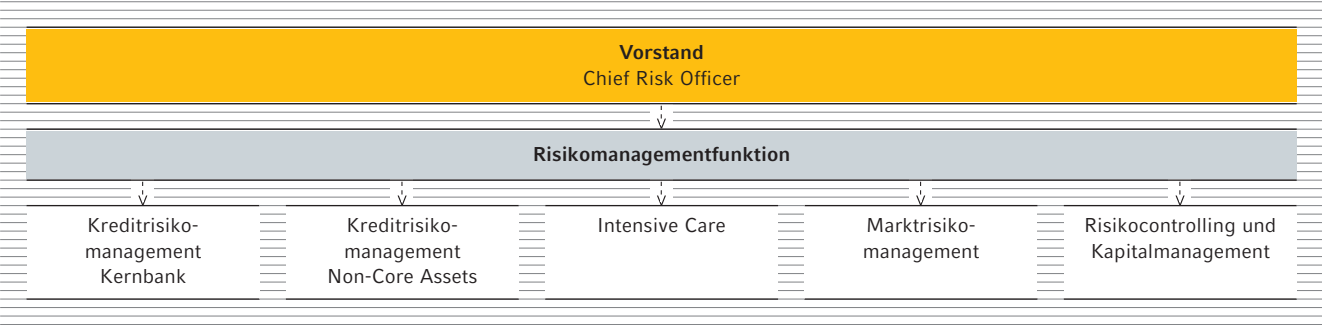 Vorstand
Chief Risk Officer
Risikomanagementfunktion
Kreditrisiko-
management
Kernbank
Kreditrisiko-
management
Non-Core Assets
Intensive Care
Marktrisiko-
management
Risikocontrolling und
Kapitalmanagement